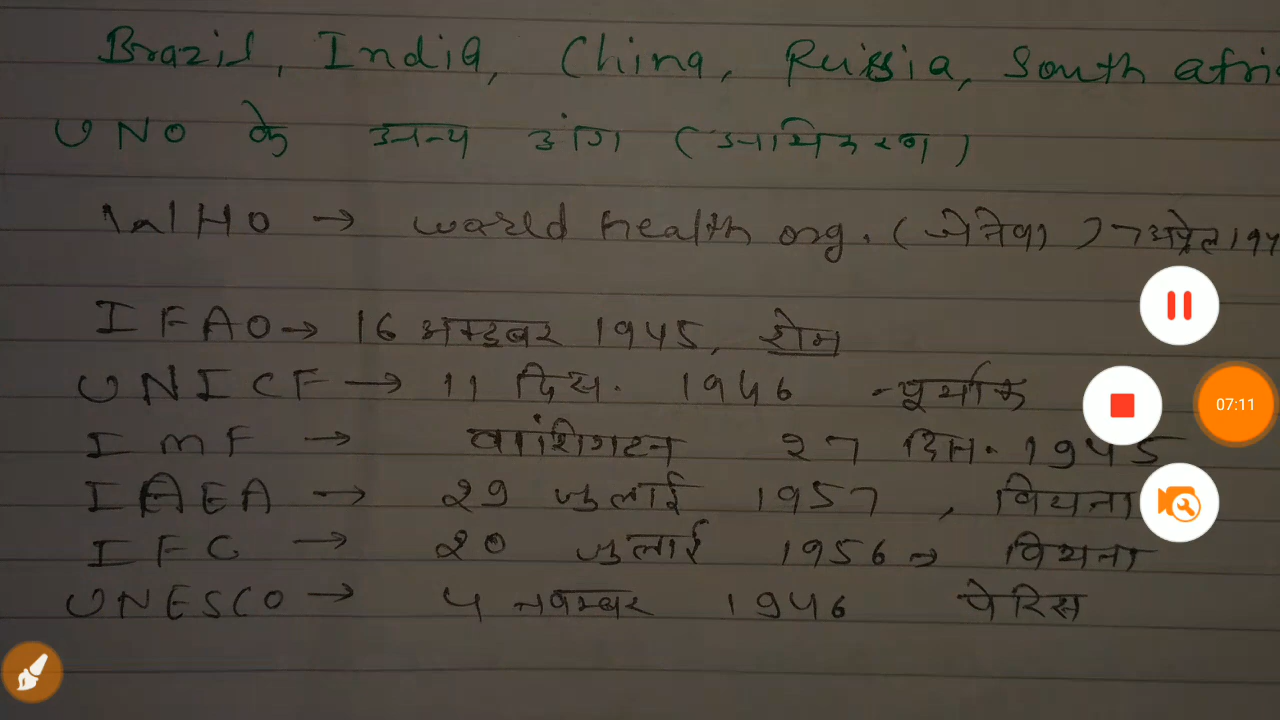 Brazil, India, China, Russia, South afri
UNO के अन्य अंग (अभिकरण)
WHO → world health org. (जेनेवा) 7 अप्रेल 194
IFAO → 16 अक्टूबर 1945, रोम
UNICF → 11 दिस. 1946 न्यूयार्क
IMF → वाशिंगटन 27 दिस. 1945
IAEA → 29 जुलाई 1957, वियना
IFC → 20 जुलाई 1956 → वियना
UNESCO → 4 नवम्बर 1946 पेरिस
07:11